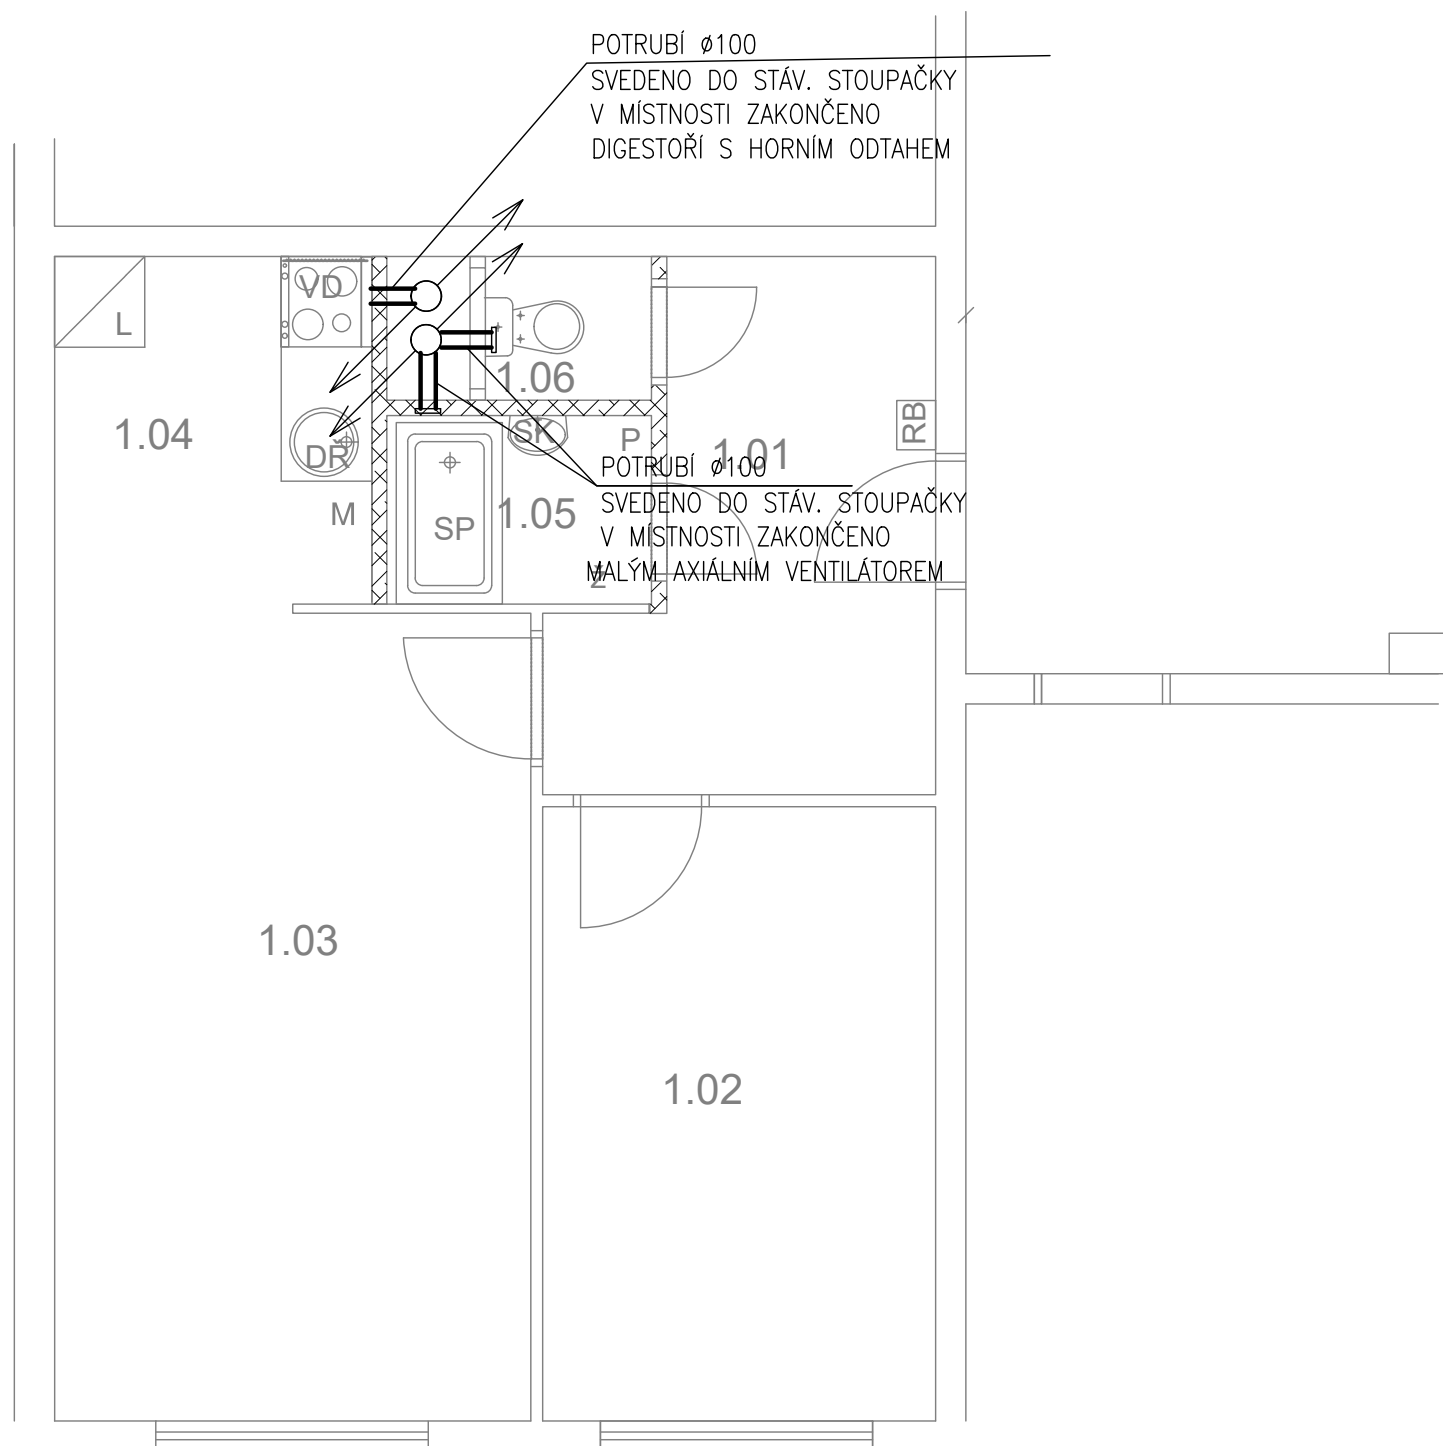 POTRUBÍ ø100
SVEDENO DO STÁV. STOUPAČKY
V MÍSTNOSTI ZAKONČENO
DIGESTOŘÍ S HORNÍM ODTAHEM
VD
L
1.06
1.04
DŘ
SK
P
1.01
RB
POTRUBÍ ø100
SVEDENO DO STÁV. STOUPAČKY
V MÍSTNOSTI ZAKONČENO
MALÝM AXIÁLNÍM VENTILÁTOREM
M
SP
1.05
1.03
1.02